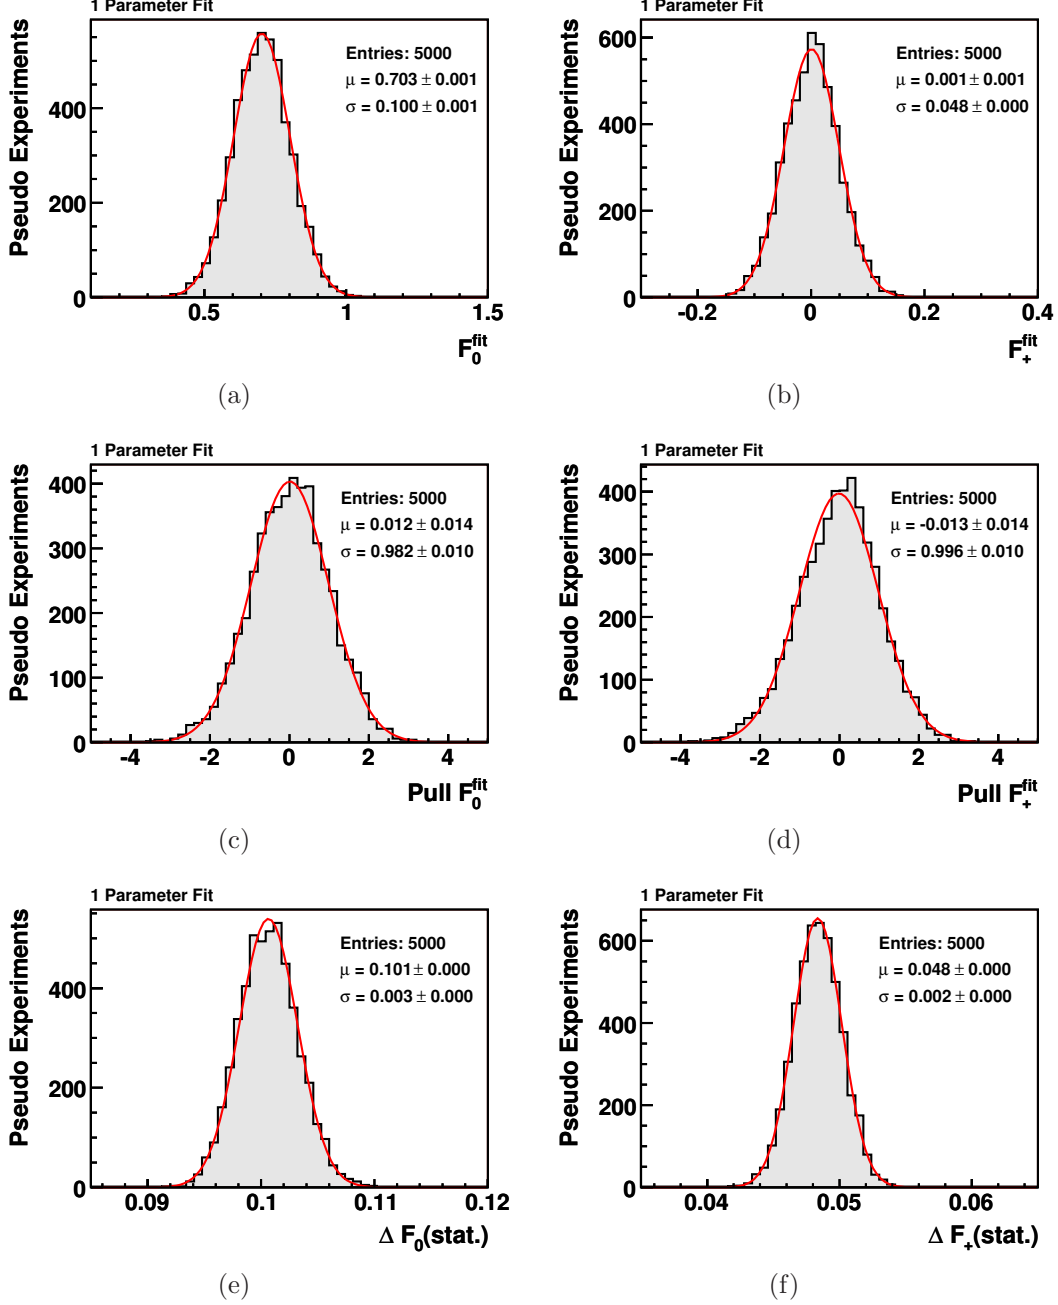 1 Parameter Fit
Pseudo Experiments
Entries: 5000
μ = 0.703 ± 0.001
σ = 0.100 ± 0.001
400
200
0
0.5
1
1.5
F₀^fit
(a)
1 Parameter Fit
Pseudo Experiments
Entries: 5000
μ = 0.001 ± 0.001
σ = 0.048 ± 0.000
600
400
200
0
-0.2
0
0.2
0.4
F₊^fit
(b)
1 Parameter Fit
Pseudo Experiments
Entries: 5000
μ = 0.012 ± 0.014
σ = 0.982 ± 0.010
400
300
200
100
0
-4
-2
0
2
4
Pull F₀^fit
(c)
1 Parameter Fit
Pseudo Experiments
Entries: 5000
μ = -0.013 ± 0.014
σ = 0.996 ± 0.010
400
300
200
100
0
-4
-2
0
2
4
Pull F₊^fit
(d)
1 Parameter Fit
Pseudo Experiments
Entries: 5000
μ = 0.101 ± 0.000
σ = 0.003 ± 0.000
400
200
0
0.09
0.1
0.11
0.12
Δ F₀(stat.)
(e)
1 Parameter Fit
Pseudo Experiments
Entries: 5000
μ = 0.048 ± 0.000
σ = 0.002 ± 0.000
600
400
200
0
0.04
0.05
0.06
Δ F₊(stat.)
(f)